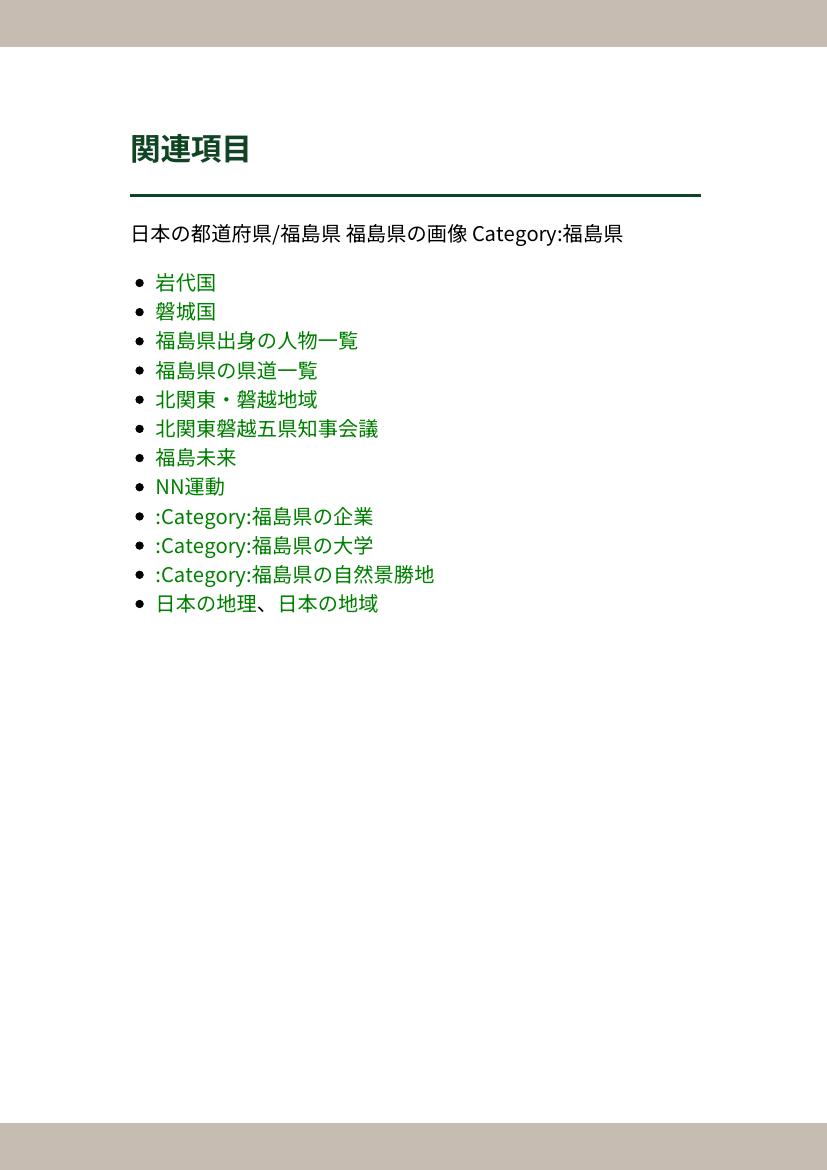 関連項目
日本の都道府県/福島県 福島県の画像 Category:福島県
岩代国
磐城国
福島県出身の人物一覧
福島県の県道一覧
北関東・磐越地域
北関東磐越五県知事会議
福島未来
NN運動
:Category:福島県の企業
:Category:福島県の大学
:Category:福島県の自然景勝地
日本の地理、日本の地域